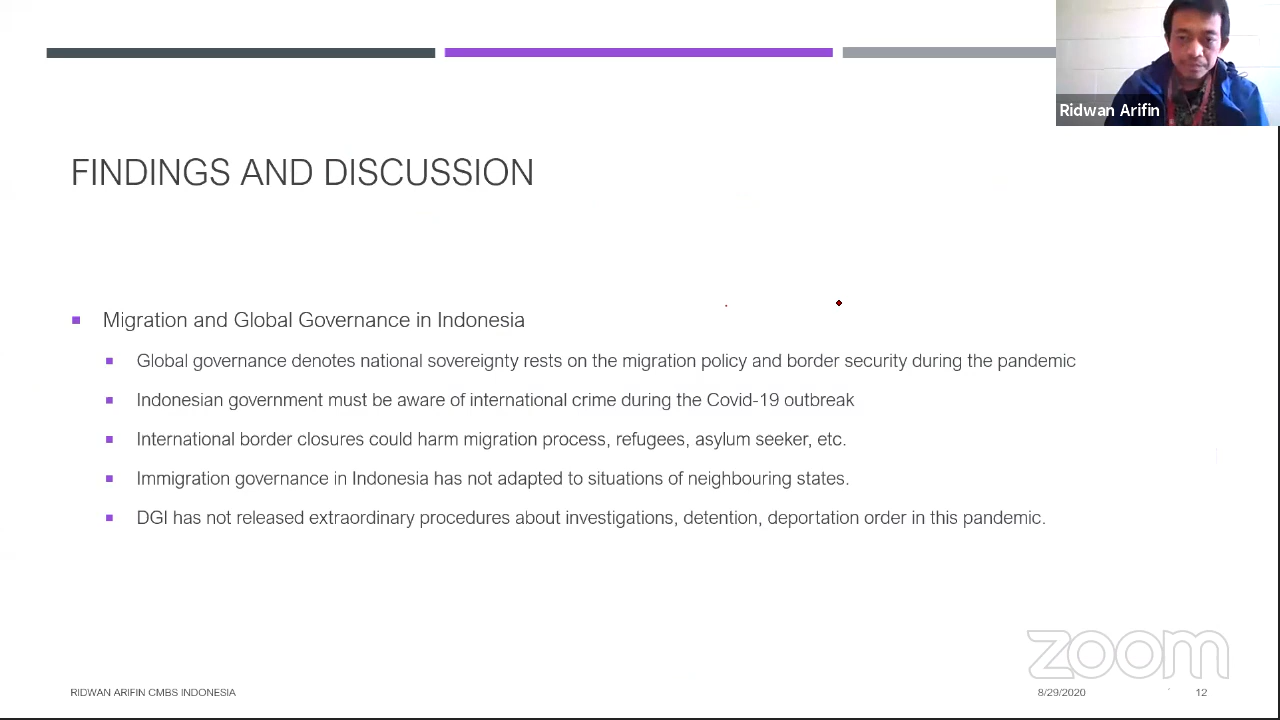 Ridwan Arifin
FINDINGS AND DISCUSSION
Migration and Global Governance in Indonesia
Global governance denotes national sovereignty rests on the migration policy and border security during the pandemic
Indonesian government must be aware of international crime during the Covid-19 outbreak
International border closures could harm migration process, refugees, asylum seeker, etc.
Immigration governance in Indonesia has not adapted to situations of neighbouring states.
DGI has not released extraordinary procedures about investigations, detention, deportation order in this pandemic.
zoom
RIDWAN ARIFIN CMBS INDONESIA
8/29/2020
12